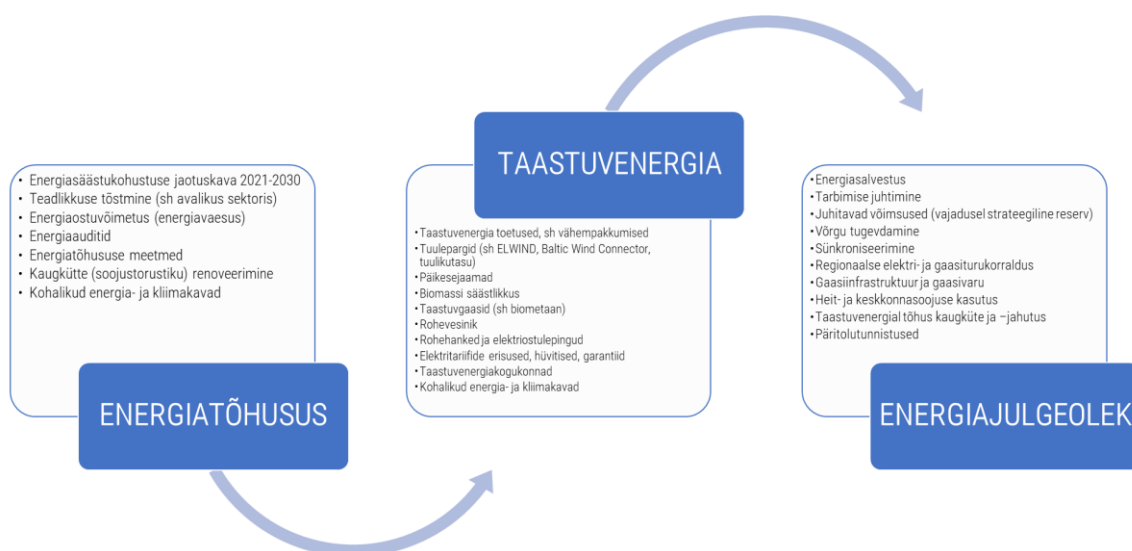 • Energiasäästukohustuse jaotuskava 2021-2030
• Teadlikkuse tõstmine (sh avalikus sektoris)
• Energiaostuvõimetus (energiavaesus)
• Energiaauditid
• Energiatõhususe meetmed
• Kaugkütte (soojustorustiku) renoveerimine
• Kohalikud energia- ja kliimakavad
ENERGIATÕHUSUS
TAASTUVENERGIA
•Taastuvenergia toetused, sh vähempakkumised
•Tuulepargid (sh ELWIND, Baltic Wind Connector,
tuulikutasu)
•Päikesejaamad
•Biomassi säästlikkus
•Taastuvgaasid (sh biometaan)
•Rohevesinik
•Rohehanked ja elektriostulepingud
•Elektritariifide erisused, hüvitised, garantiid
•Taastuvenergiakogukonnad
•Kohalikud energia- ja kliimakavad
•Energiasalvestus
•Tarbimise juhtimine
•Juhitavad võimsused (vajadusel strateegiline reserv)
•Võrgu tugevdamine
•Sünkroniseerimine
•Regionaalse elektri- ja gaasiturukorraldus
•Gaasiinfrastruktuur ja gaasivaru
•Heit- ja keskkonnasoojuse kasutus
•Taastuvenergial tõhus kaugküte ja –jahutus
•Päritolutunnistused
ENERGIAJULGEOLEK